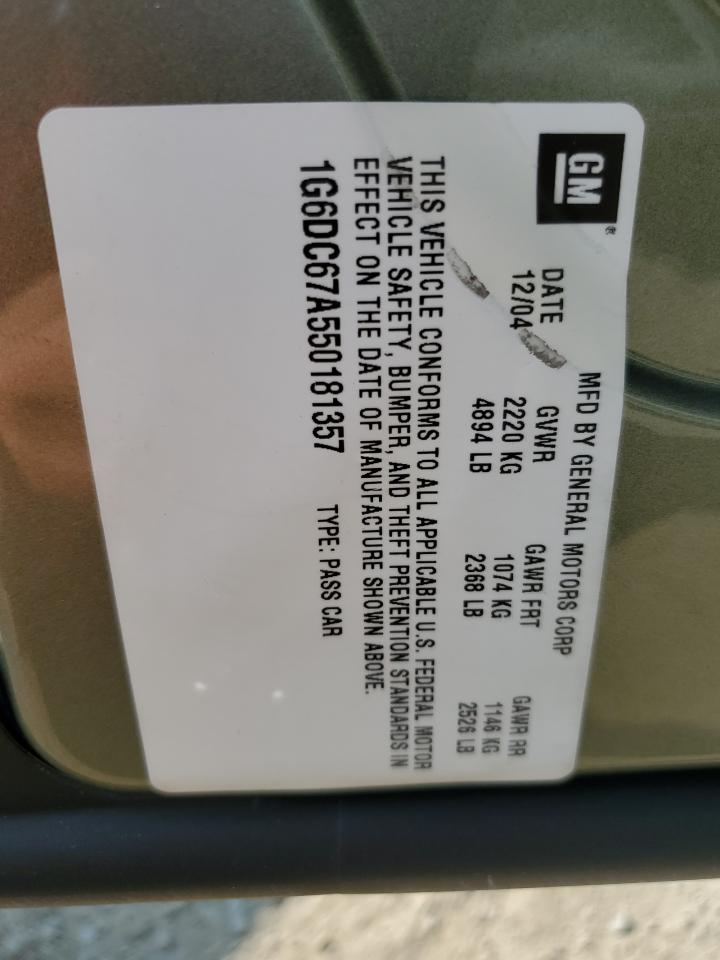 GM®
MFD BY GENERAL MOTORS CORP
DATE GVWR GAWR FRT GAWR RR
12/04 2220 KG 1074 KG 1146 KG
4894 LB 2368 LB 2526 LB
THIS VEHICLE CONFORMS TO ALL APPLICABLE U.S. FEDERAL MOTOR
VEHICLE SAFETY, BUMPER, AND THEFT PREVENTION STANDARDS IN
EFFECT ON THE DATE OF MANUFACTURE SHOWN ABOVE.
1G6DC67A550181357 TYPE: PASS CAR